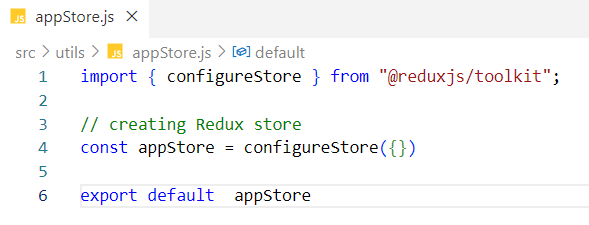 JS appStore.js ×
src > utils > JS appStore.js > default
1 import { configureStore } from "@reduxjs/toolkit";
2
3 // creating Redux store
4 const appStore = configureStore({})
5
6 export default  appStore